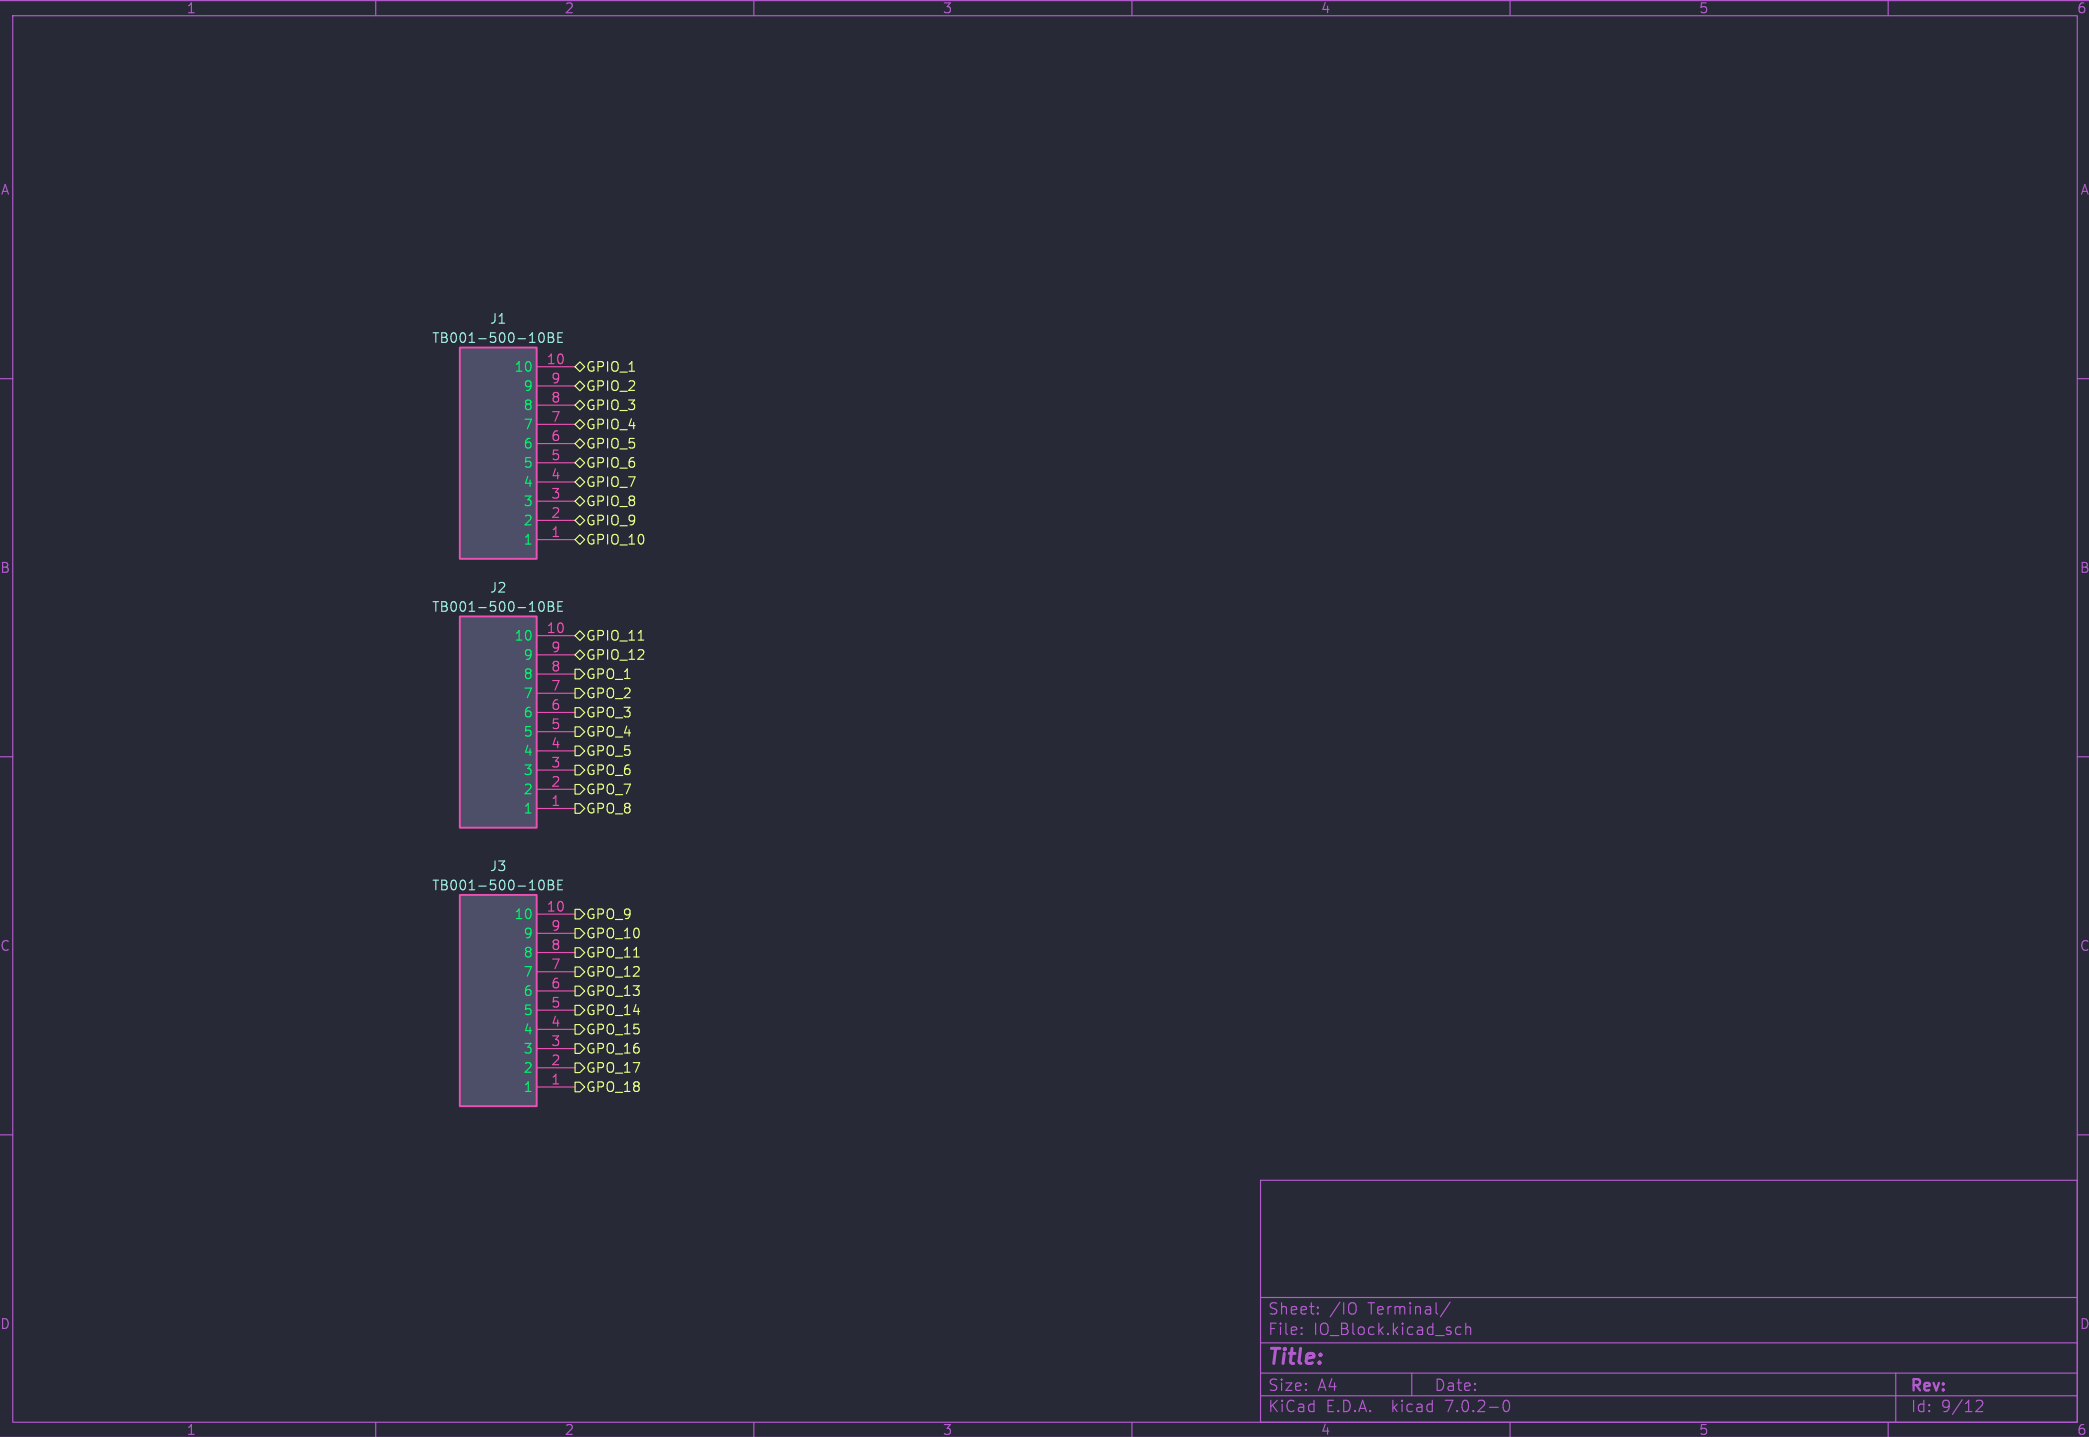 1 2 3 4 5 6
A A
J1
TB001-500-10BE
10 10 GPIO_1
9 9 GPIO_2
8 8 GPIO_3
7 7 GPIO_4
6 6 GPIO_5
5 5 GPIO_6
4 4 GPIO_7
3 3 GPIO_8
2 2 GPIO_9
1 1 GPIO_10
B B
J2
TB001-500-10BE
10 10 GPIO_11
9 9 GPIO_12
8 8 GPO_1
7 7 GPO_2
6 6 GPO_3
5 5 GPO_4
4 4 GPO_5
3 3 GPO_6
2 2 GPO_7
1 1 GPO_8
J3
TB001-500-10BE
10 10 GPO_9
9 9 GPO_10
C C
8 8 GPO_11
7 7 GPO_12
6 6 GPO_13
5 5 GPO_14
4 4 GPO_15
3 3 GPO_16
2 2 GPO_17
1 1 GPO_18
Sheet: /IO Terminal/
D D
File: IO_Block.kicad_sch
Title:
Size: A4 Date: Rev:
KiCad E.D.A. kicad 7.0.2-0 Id: 9/12
1 2 3 4 5 6